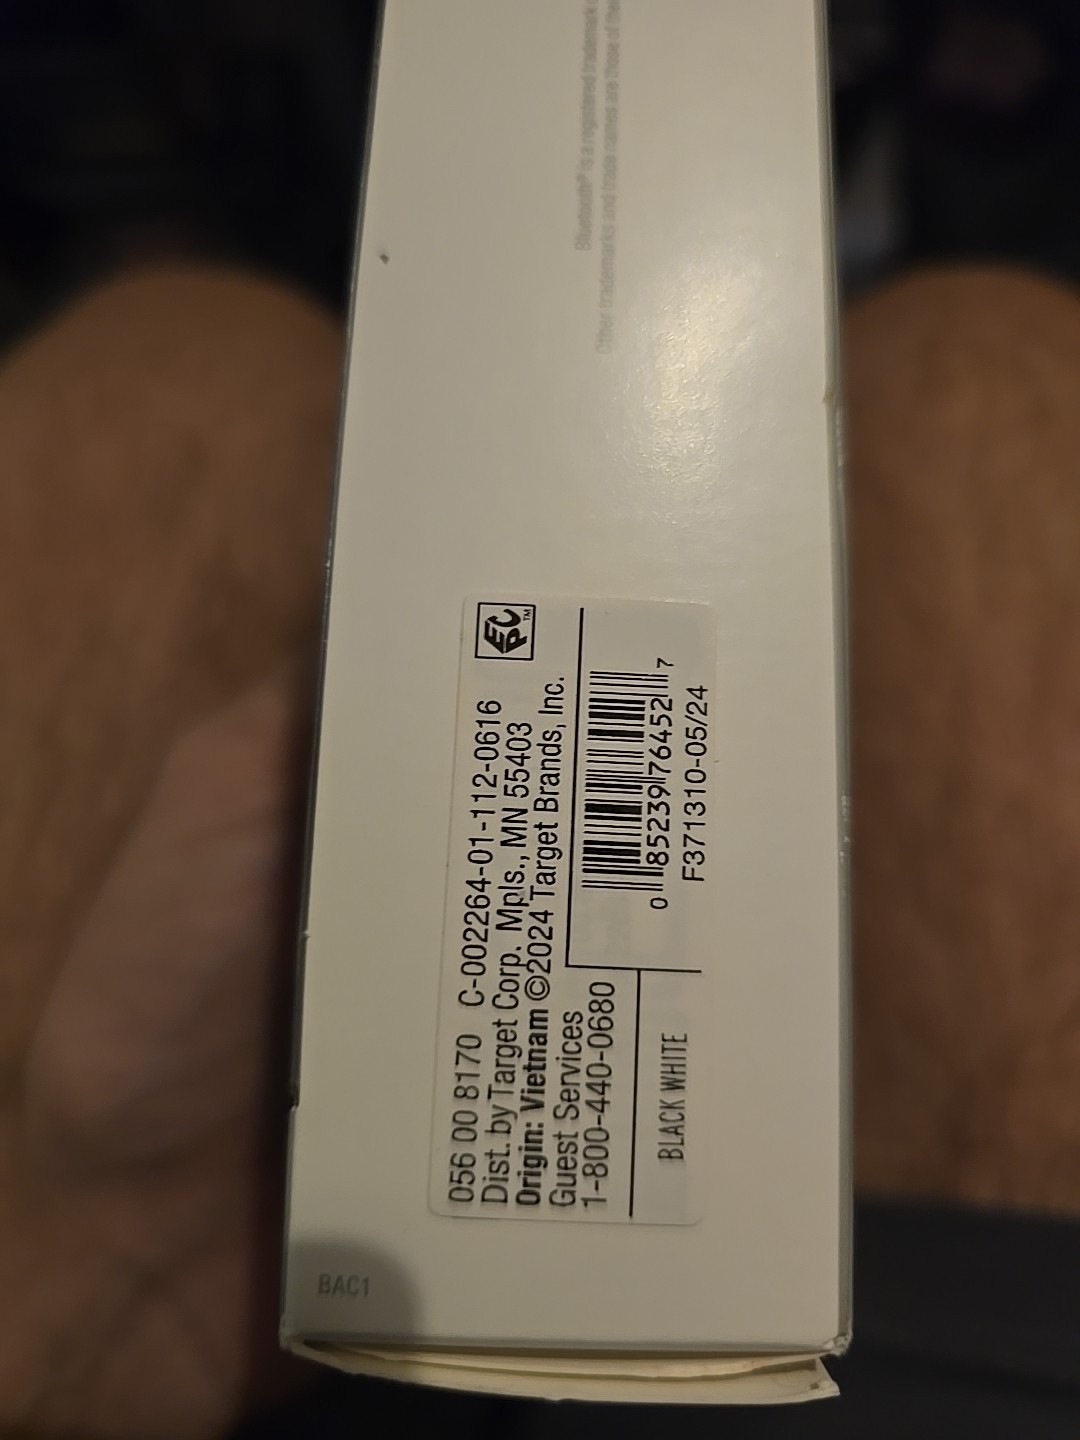 Bluetooth® is a registered trademark
Other trademarks and trade names are those of
056 00 8170 C-002264-01-112-0616
Dist. by Target Corp. Mpls., MN 55403
Origin: Vietnam ©2024 Target Brands, Inc.
Guest Services
1-800-440-0680
EPC™
0 85239 76452 7
F371310-05/24
BLACK WHITE
BAC1